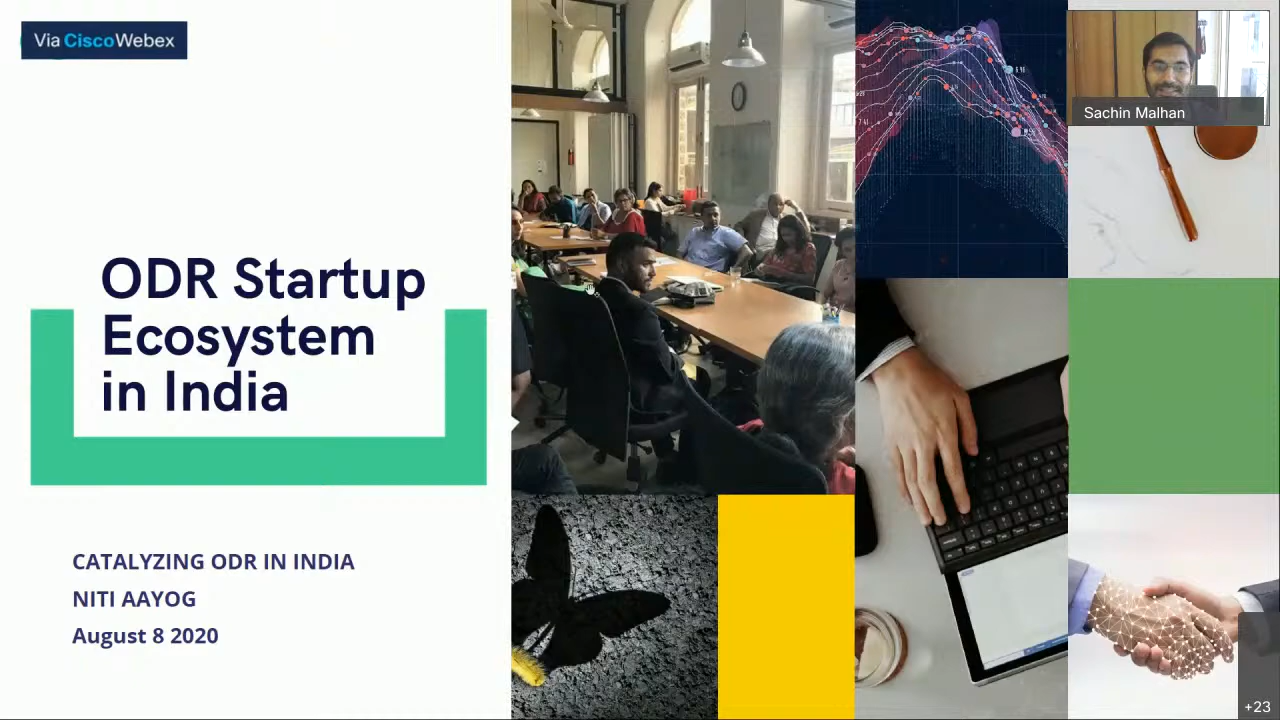 Via CiscoWebex
Sachin Malhan
ODR Startup
Ecosystem
in India
CATALYZING ODR IN INDIA
NITI AAYOG
August 8 2020
+23